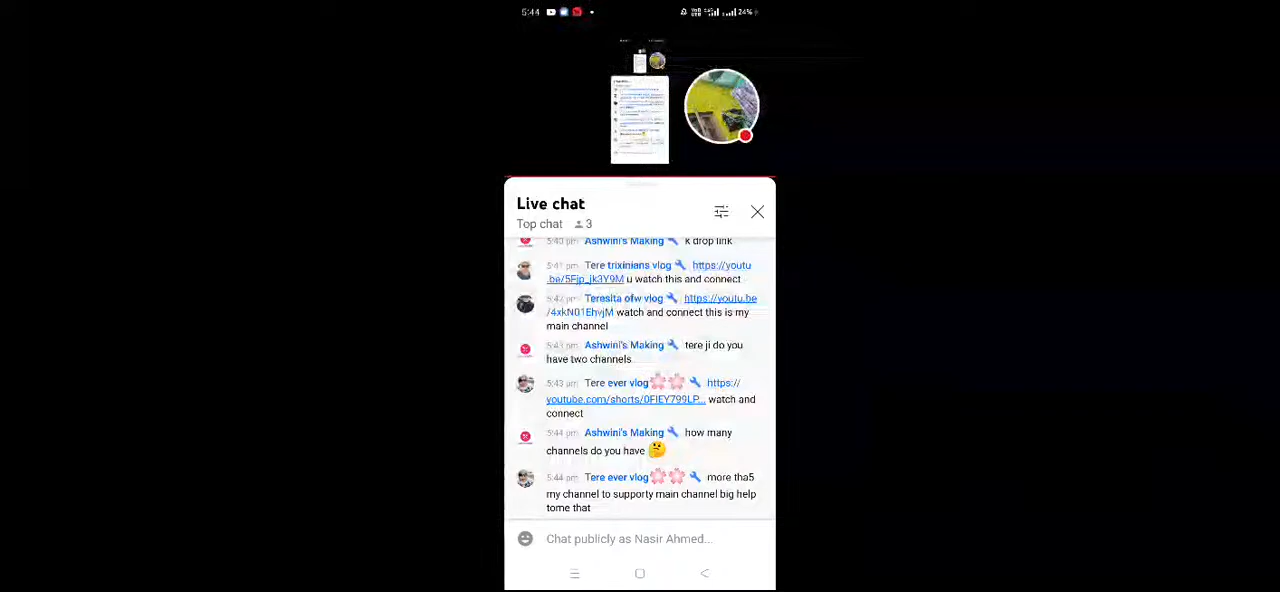 5:44
24%
Live chat
Top chat 3
5:40 pm Ashwini's Making k drop link
5:41 pm Tere trixinians vlog https://youtu
.be/5Fjp_jk3Y9M u watch this and connect
5:42 pm Teresita ofw vlog https://youtu.be
/4xkN01EhvjM watch and connect this is my
main channel
5:43 pm Ashwini's Making tere ji do you
have two channels
5:43 pm Tere ever vlog🌸🌸 https://
youtube.com/shorts/0FIEY799LP... watch and
connect
5:44 pm Ashwini's Making how many
channels do you have 🤔
5:44 pm Tere ever vlog🌸🌸 more tha5
my channel to supporty main channel big help
tome that
Chat publicly as Nasir Ahmed...